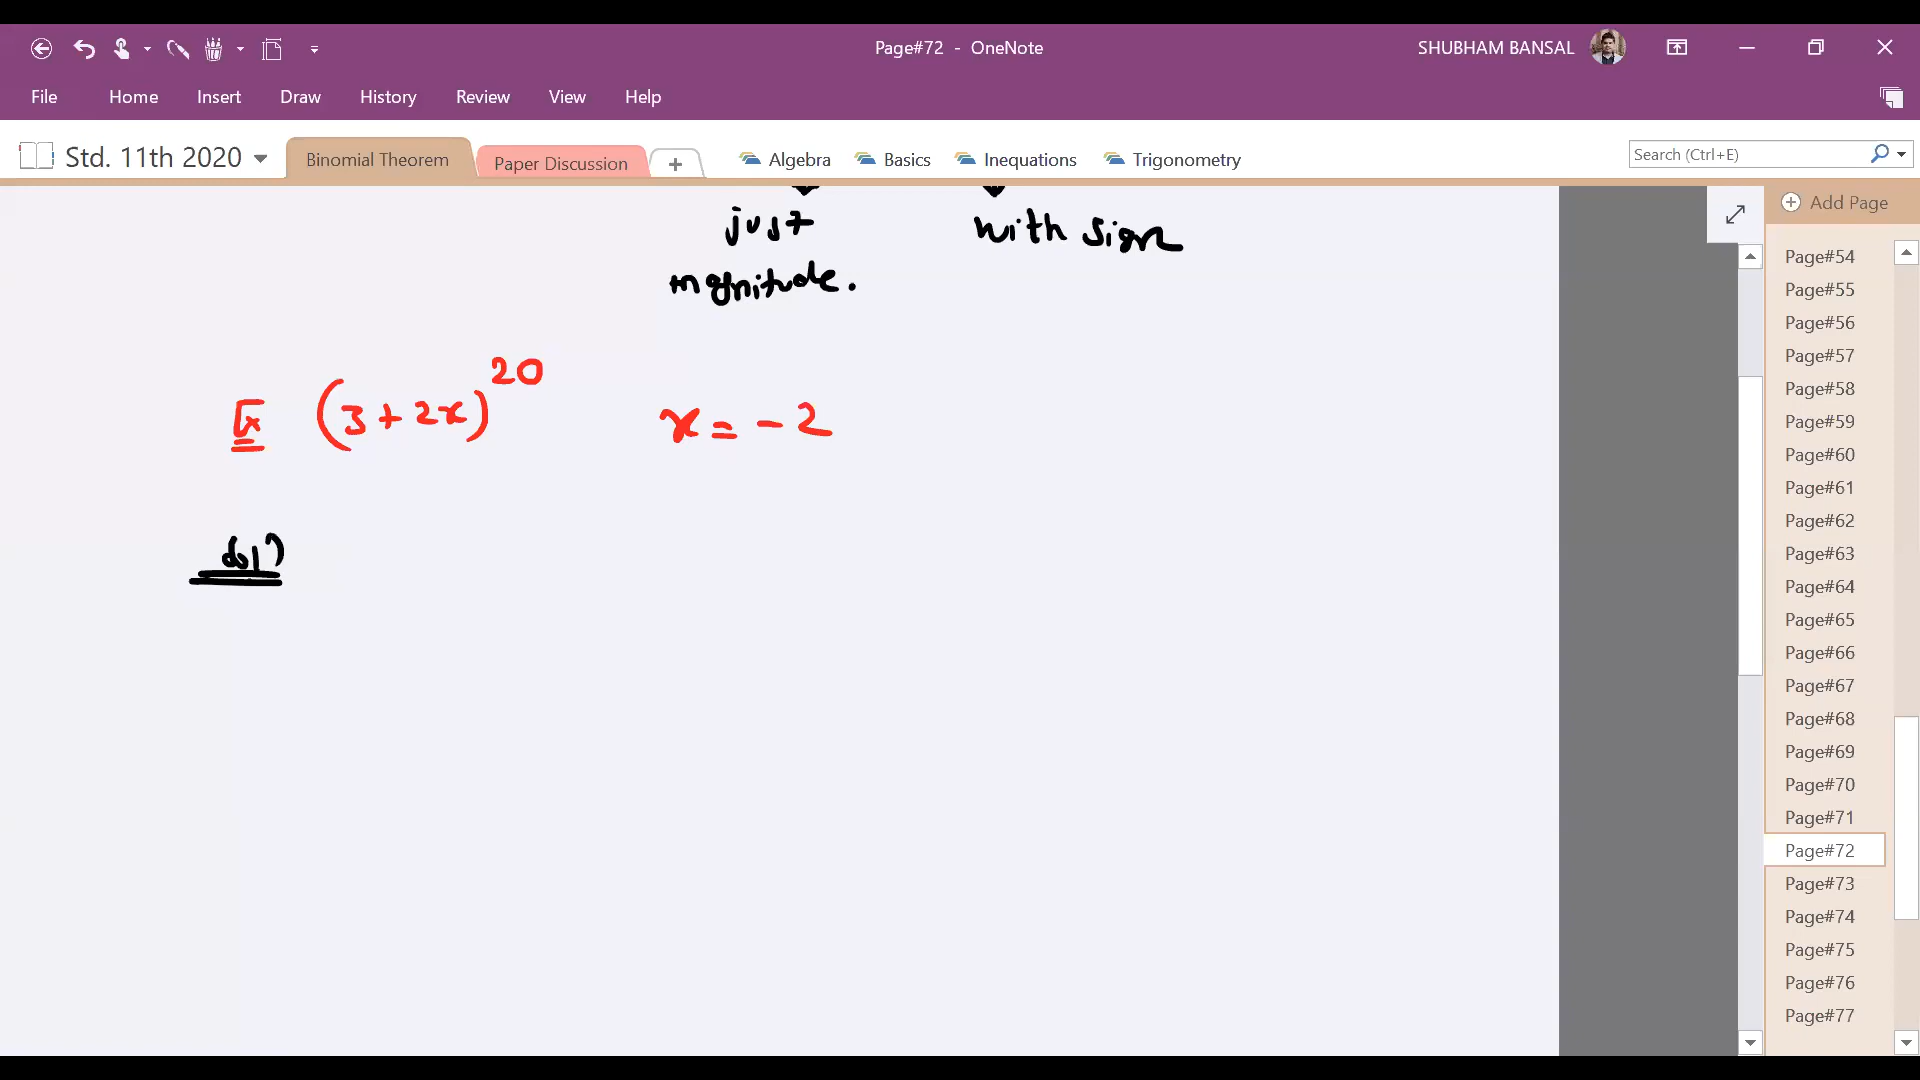 Page#72 - OneNote
SHUBHAM BANSAL
File Home Insert Draw History Review View Help
Std. 11th 2020
Binomial Theorem
Paper Discussion
Algebra
Basics
Inequations
Trigonometry
Search (Ctrl+E)
Add Page
just
mgnitude.
with sign
Ex (3+2x)^20 x = -2
Page#54
Page#55
Page#56
Page#57
Page#58
Page#59
Page#60
Page#61
Page#62
Page#63
Page#64
Page#65
Page#66
Page#67
Page#68
Page#69
Page#70
Page#71
Page#72
Page#73
Page#74
Page#75
Page#76
Page#77